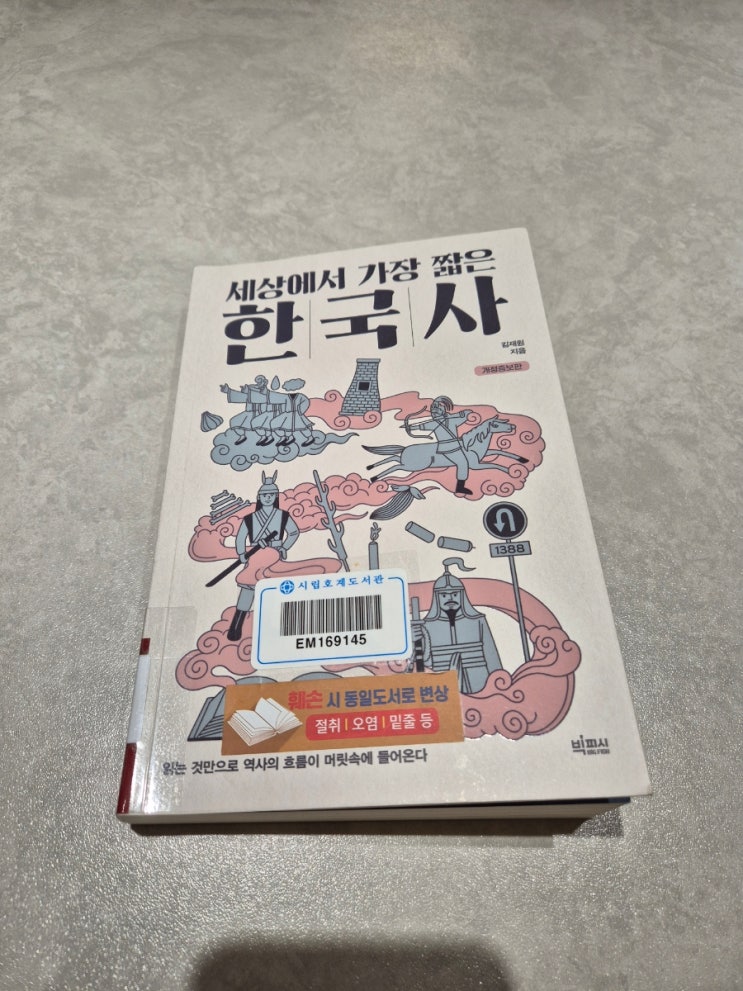 세상에서 가장 짧은
한국사
김재원
지음
개정증보판
1388
시립호계도서관
EM169145
훼손 시 동일도서로 변상
절취 | 오염 | 밑줄 등
읽는 것만으로 역사의 흐름이 머릿속에 들어온다
빅피시